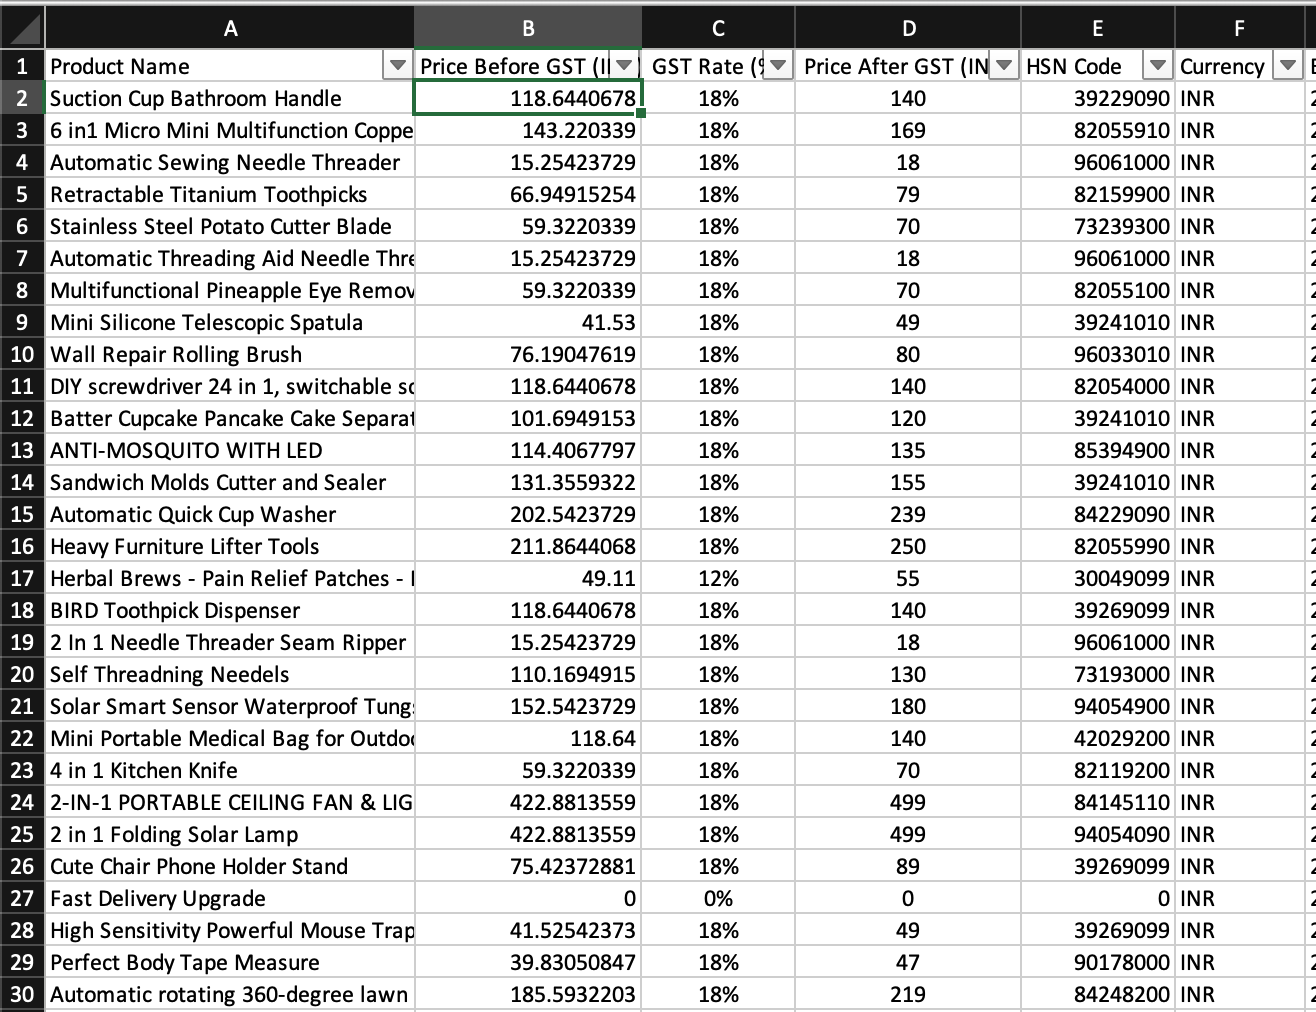 A B C D E F
1 Product Name Price Before GST (I GST Rate ( Price After GST (IN HSN Code Currency
2 Suction Cup Bathroom Handle 118.6440678 18% 140 39229090 INR
3 6 in1 Micro Mini Multifunction Coppe 143.220339 18% 169 82055910 INR
4 Automatic Sewing Needle Threader 15.25423729 18% 18 96061000 INR
5 Retractable Titanium Toothpicks 66.94915254 18% 79 82159900 INR
6 Stainless Steel Potato Cutter Blade 59.3220339 18% 70 73239300 INR
7 Automatic Threading Aid Needle Thre 15.25423729 18% 18 96061000 INR
8 Multifunctional Pineapple Eye Remov 59.3220339 18% 70 82055100 INR
9 Mini Silicone Telescopic Spatula 41.53 18% 49 39241010 INR
10 Wall Repair Rolling Brush 76.19047619 18% 80 96033010 INR
11 DIY screwdriver 24 in 1, switchable sc 118.6440678 18% 140 82054000 INR
12 Batter Cupcake Pancake Cake Separat 101.6949153 18% 120 39241010 INR
13 ANTI-MOSQUITO WITH LED 114.4067797 18% 135 85394900 INR
14 Sandwich Molds Cutter and Sealer 131.3559322 18% 155 39241010 INR
15 Automatic Quick Cup Washer 202.5423729 18% 239 84229090 INR
16 Heavy Furniture Lifter Tools 211.8644068 18% 250 82055990 INR
17 Herbal Brews - Pain Relief Patches - 49.11 12% 55 30049099 INR
18 BIRD Toothpick Dispenser 118.6440678 18% 140 39269099 INR
19 2 In 1 Needle Threader Seam Ripper 15.25423729 18% 18 96061000 INR
20 Self Threadning Needels 110.1694915 18% 130 73193000 INR
21 Solar Smart Sensor Waterproof Tung 152.5423729 18% 180 94054900 INR
22 Mini Portable Medical Bag for Outdo 118.64 18% 140 42029200 INR
23 4 in 1 Kitchen Knife 59.3220339 18% 70 82119200 INR
24 2-IN-1 PORTABLE CEILING FAN & LIG 422.8813559 18% 499 84145110 INR
25 2 in 1 Folding Solar Lamp 422.8813559 18% 499 94054090 INR
26 Cute Chair Phone Holder Stand 75.42372881 18% 89 39269099 INR
27 Fast Delivery Upgrade 0 0% 0 0 INR
28 High Sensitivity Powerful Mouse Trap 41.52542373 18% 49 39269099 INR
29 Perfect Body Tape Measure 39.83050847 18% 47 90178000 INR
30 Automatic rotating 360-degree lawn 185.5932203 18% 219 84248200 INR